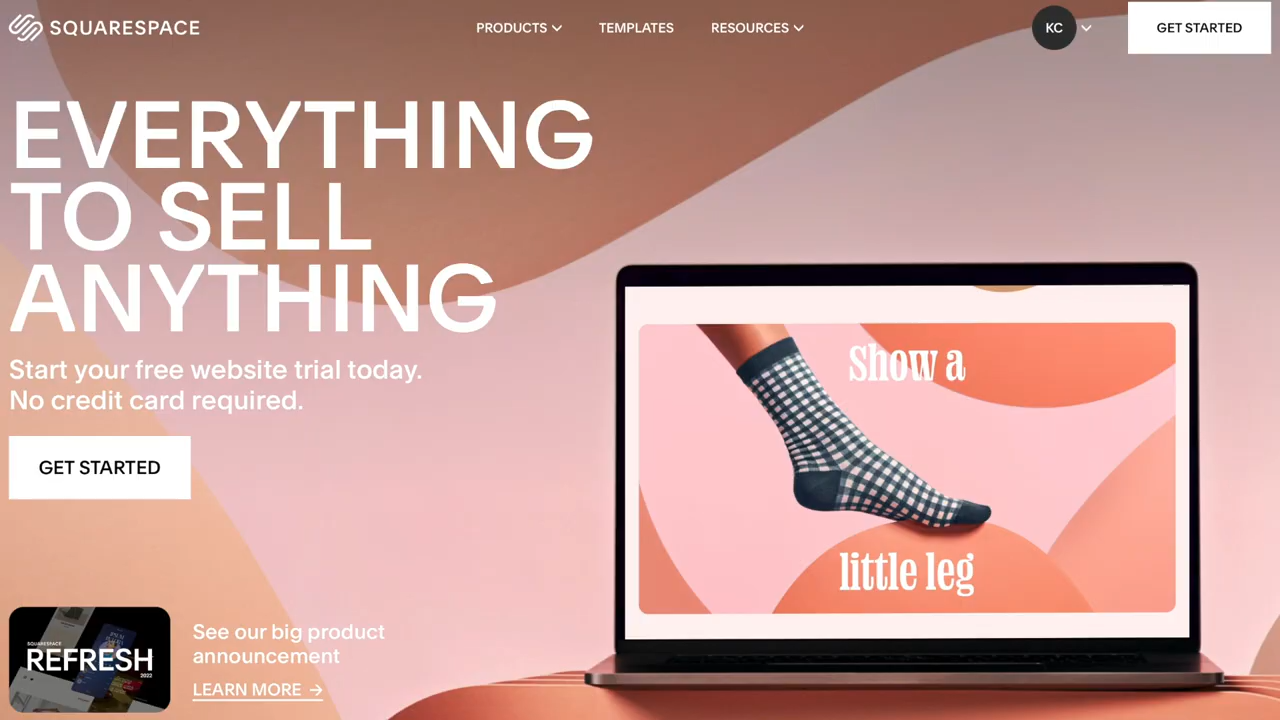 SQUARESPACE
PRODUCTS
TEMPLATES
RESOURCES
KC
GET STARTED
EVERYTHING
TO SELL
ANYTHING
Start your free website trial today.
No credit card required.
GET STARTED
Show a
little leg
SQUARESPACE
REFRESH
2022
See our big product
announcement
LEARN MORE →